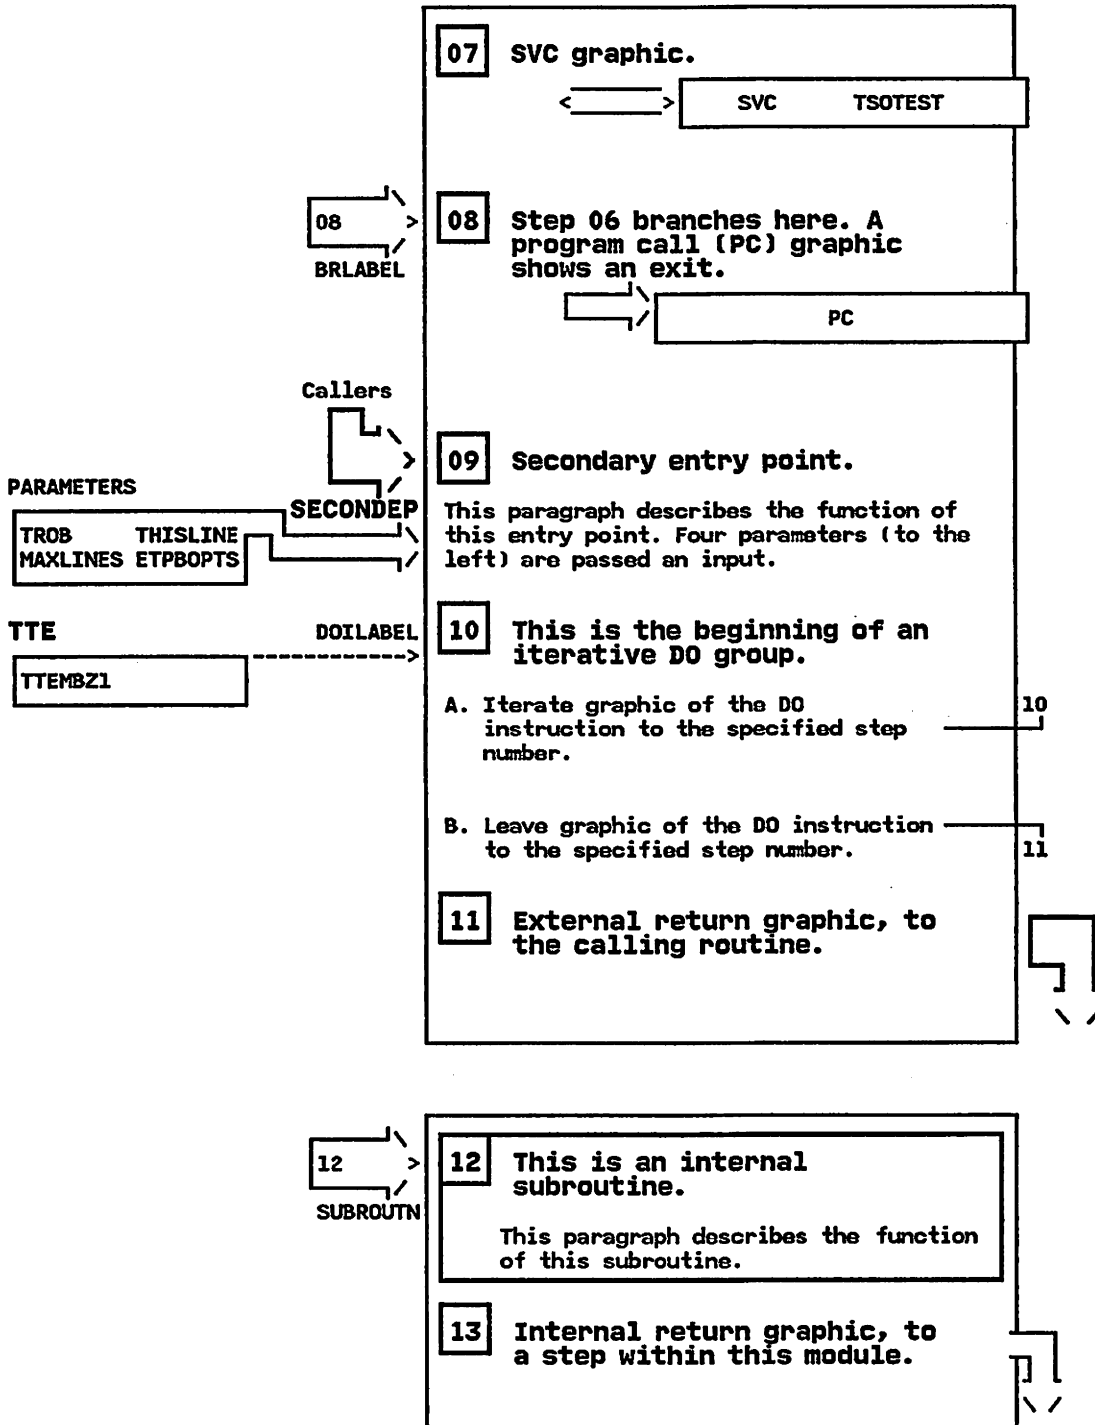 07 SVC graphic.
SVC TSOTEST
08
BRLABEL
08 Step 06 branches here. A
program call (PC) graphic
shows an exit.
PC
Callers
09 Secondary entry point.
PARAMETERS
SECONDEP
TROB THISLINE
MAXLINES ETPBOPTS
This paragraph describes the function of
this entry point. Four parameters (to the
left) are passed an input.
TTE
DOILABEL
TTEMBZ1
10 This is the beginning of an
iterative DO group.
A. Iterate graphic of the DO
instruction to the specified step
number.
10
B. Leave graphic of the DO instruction
to the specified step number.
11
11 External return graphic, to
the calling routine.
12
SUBROUTN
12 This is an internal
subroutine.
This paragraph describes the function
of this subroutine.
13 Internal return graphic, to
a step within this module.